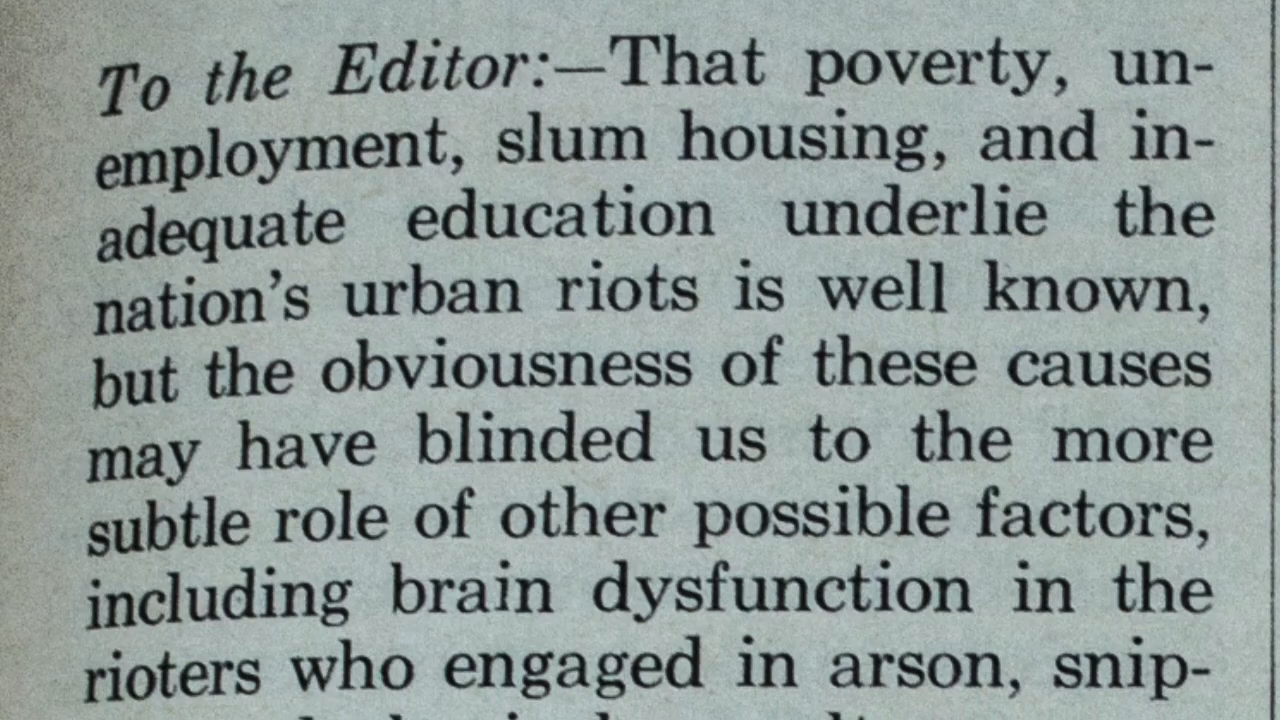 To the Editor:—That poverty, un-
employment, slum housing, and in-
adequate education underlie the
nation's urban riots is well known,
but the obviousness of these causes
may have blinded us to the more
subtle role of other possible factors,
including brain dysfunction in the
rioters who engaged in arson, snip-